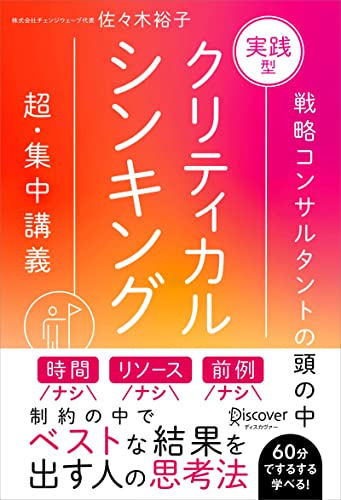 株式会社チェンジウェーブ代表 佐々木裕子
実践型
戦略コンサルタントの頭の中
クリティカル
シンキング
超・集中講義
時間 リソース 前例
ナシ ナシ ナシ
制約の中で
ベストな結果を
出す人の思考法
Discover
ディスカヴァー
60分
でするする
学べる!